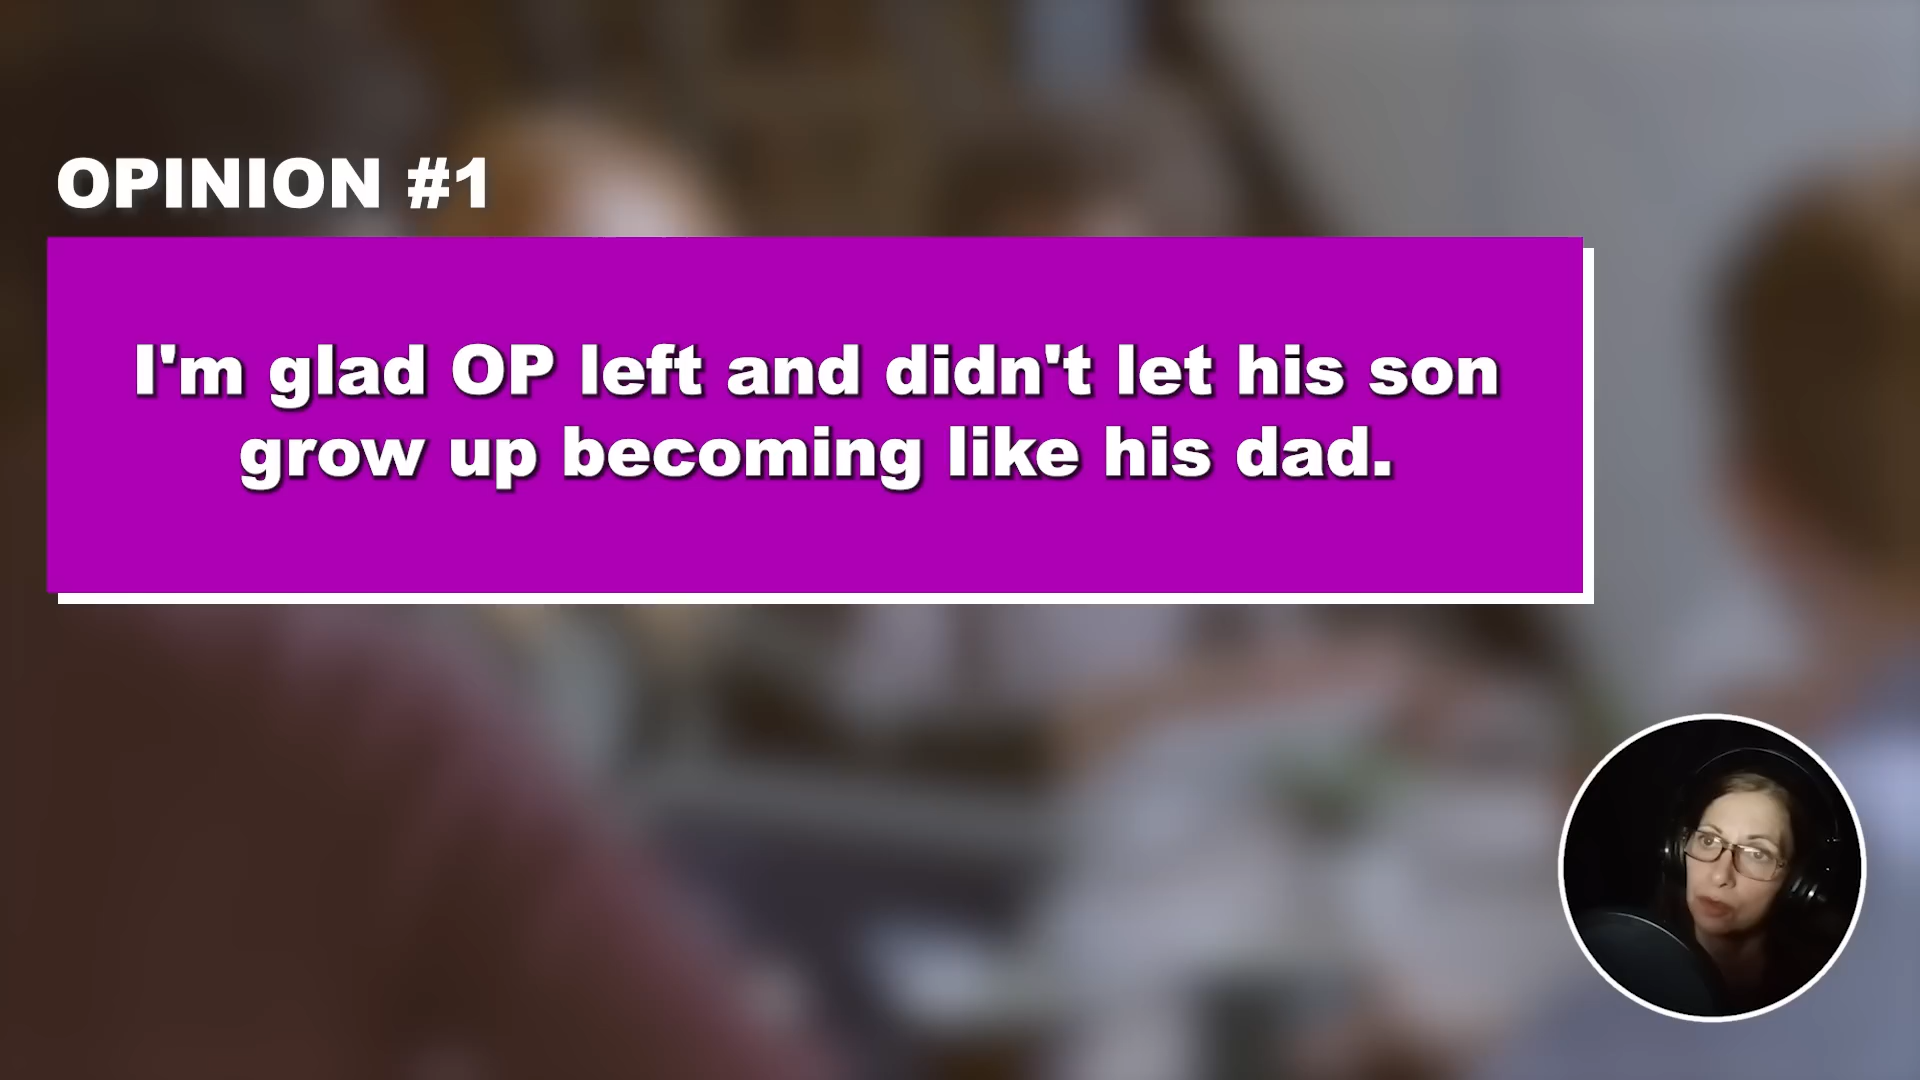 OPINION #1
I'm glad OP left and didn't let his son
grow up becoming like his dad.